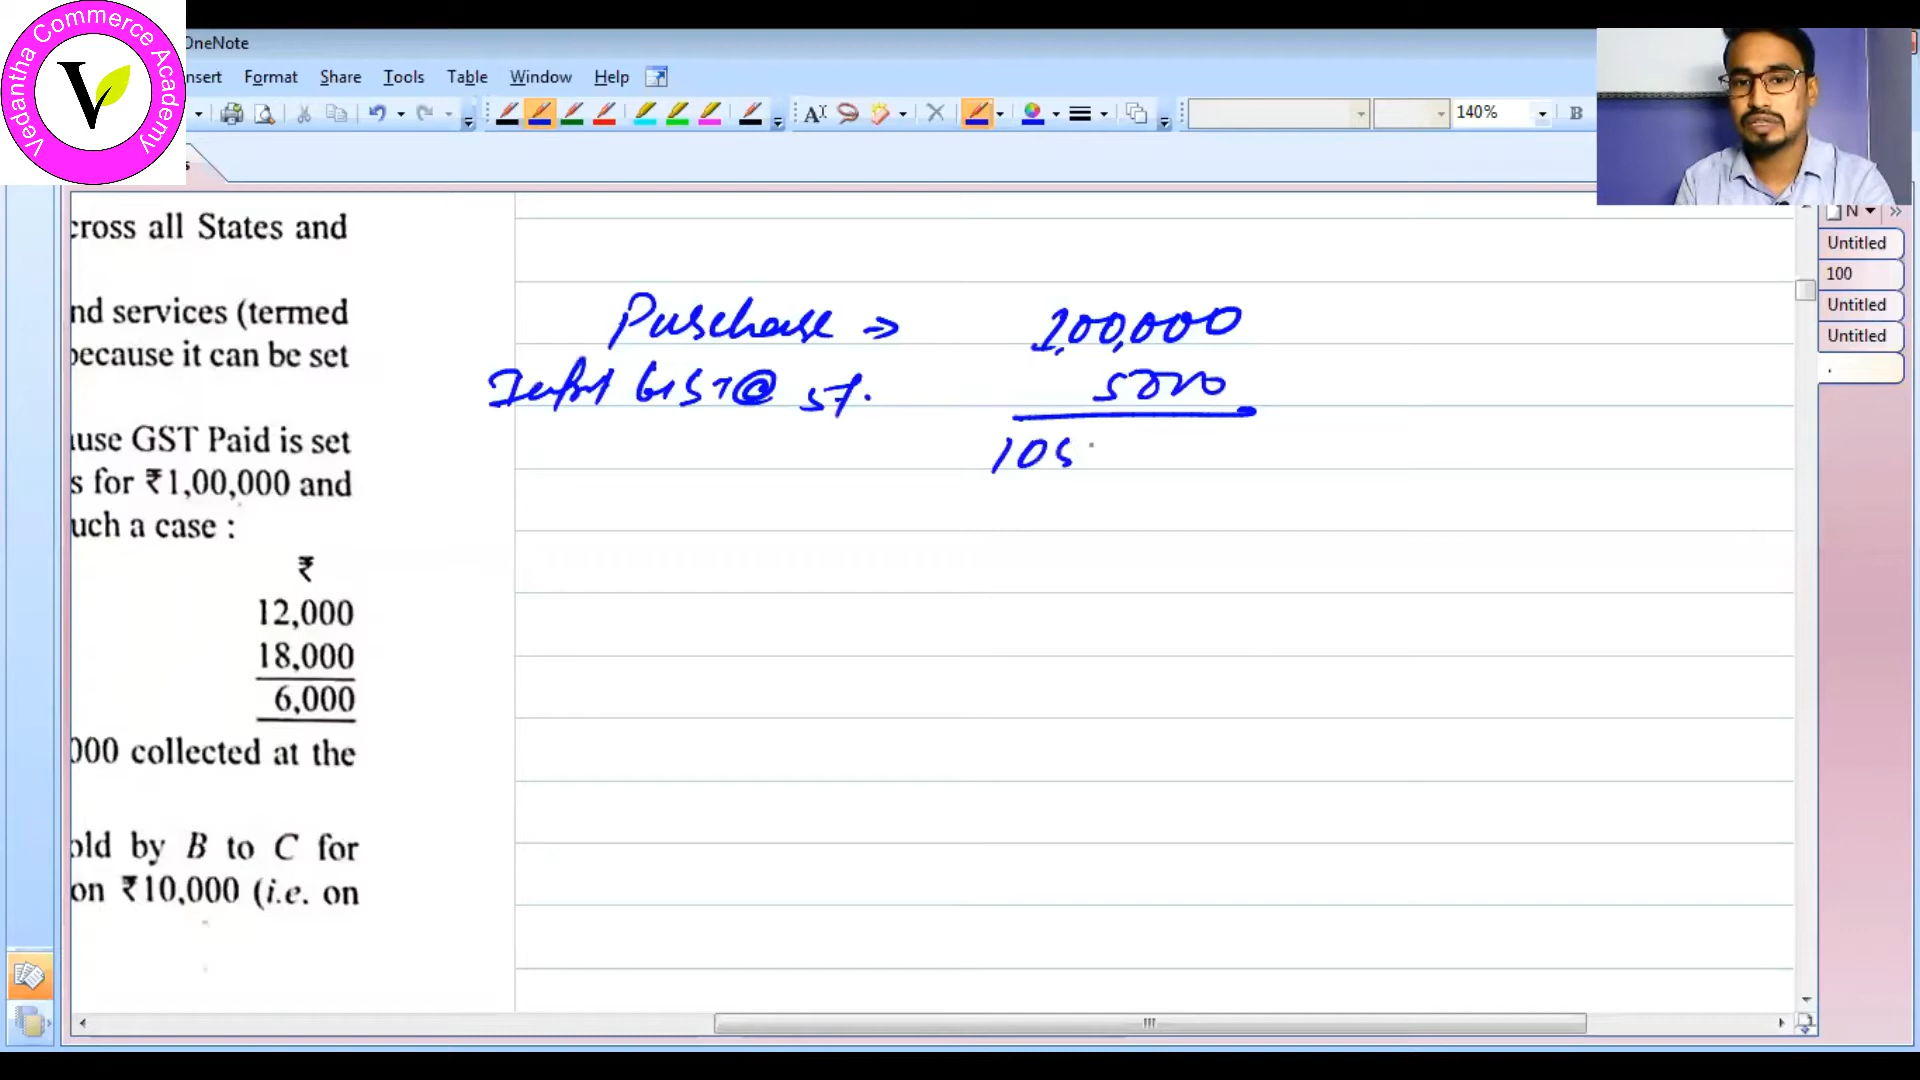 Vedantha Commerce Academy
V
OneNote
nsert Format Share Tools Table Window Help
140% B
s
N
Untitled
100
Untitled
Untitled
.
cross all States and
nd services (termed
because it can be set
ause GST Paid is set
s for ₹1,00,000 and
uch a case :
₹
12,000
18,000
6,000
000 collected at the
old by B to C for
on ₹10,000 (i.e. on
Purchase → 1,00,000
Input GST@ 5%. 5000
105